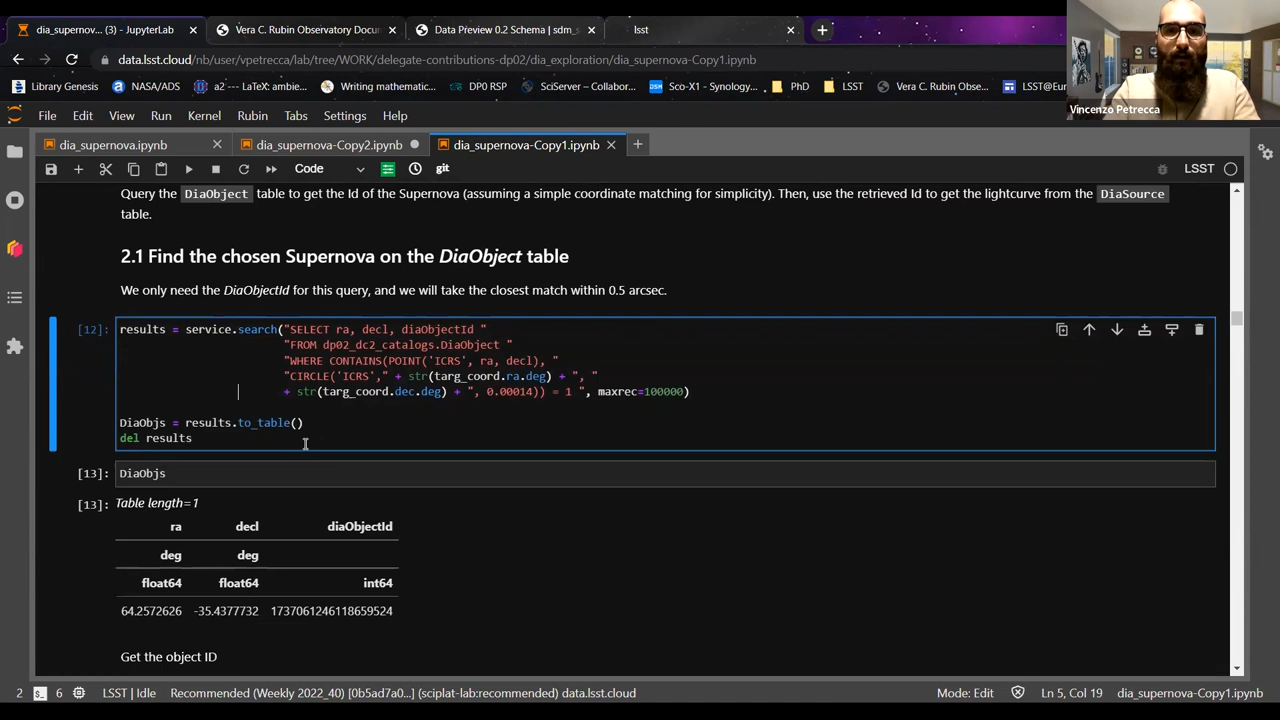 dia_supernov... (3) - JupyterLab
Vera C. Rubin Observatory Docu
Data Preview 0.2 Schema | sdm_s
lsst
data.lsst.cloud/nb/user/vpetrecca/lab/tree/WORK/delegate-contributions-dp02/dia_exploration/dia_supernova-Copy1.ipynb
Library Genesis
NASA/ADS
a2 ---> LaTeX: ambie...
Writing mathematic...
DP0 RSP
SciServer – Collabor...
Sco-X1 - Synology...
PhD
LSST
Vera C. Rubin Obse...
LSST@Eur
Vincenzo Petrecca
File Edit View Run Kernel Rubin Tabs Settings Help
dia_supernova.ipynb
dia_supernova-Copy2.ipynb
dia_supernova-Copy1.ipynb
Code
git
LSST
Query the DiaObject table to get the Id of the Supernova (assuming a simple coordinate matching for simplicity). Then, use the retrieved Id to get the lightcurve from the DiaSource
table.
2.1 Find the chosen Supernova on the DiaObject table
We only need the DiaObjectId for this query, and we will take the closest match within 0.5 arcsec.
[12]: results = service.search("SELECT ra, decl, diaObjectId "
"FROM dp02_dc2_catalogs.DiaObject "
"WHERE CONTAINS(POINT('ICRS', ra, decl), "
"CIRCLE('ICRS'," + str(targ_coord.ra.deg) + ", "
+ str(targ_coord.dec.deg) + ", 0.00014)) = 1 ", maxrec=100000)
DiaObjs = results.to_table()
del results
[13]: DiaObjs
[13]: Table length=1
ra decl diaObjectId
deg deg
float64 float64 int64
64.2572626 -35.4377732 1737061246118659524
Get the object ID
2 6 LSST | Idle Recommended (Weekly 2022_40) [0b5ad7a0...] (sciplat-lab:recommended) data.lsst.cloud Mode: Edit Ln 5, Col 19 dia_supernova-Copy1.ipynb